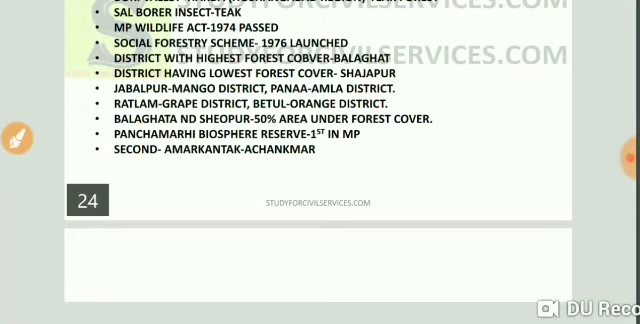 SAL BORER INSECT-TEAK
MP WILDLIFE ACT-1974 PASSED
SOCIAL FORESTRY SCHEME- 1976 LAUNCHED
DISTRICT WITH HIGHEST FOREST COBVER-BALAGHAT
DISTRICT HAVING LOWEST FOREST COVER- SHAJAPUR
JABALPUR-MANGO DISTRICT, PANAA-AMLA DISTRICT.
RATLAM-GRAPE DISTRICT, BETUL-ORANGE DISTRICT.
BALAGHATA ND SHEOPUR-50% AREA UNDER FOREST COVER.
PANCHAMARHI BIOSPHERE RESERVE-1ST IN MP
SECOND- AMARKANTAK-ACHANKMAR
24
STUDYFORCIVILSERVICES.COM
STUDYFORCIVILSERVICES.COM
DU Reco